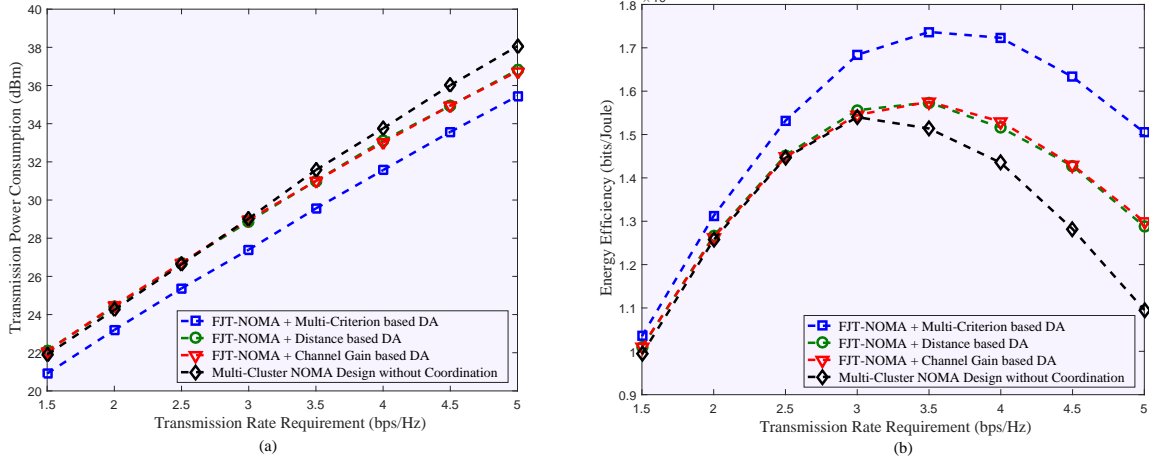 40
38
36
34
32
30
28
26
24
22
20
1.5 2 2.5 3 3.5 4 4.5 5
Transmission Power Consumption (dBm)
Transmission Rate Requirement (bps/Hz)
FJT-NOMA + Multi-Criterion based DA
FJT-NOMA + Distance based DA
FJT-NOMA + Channel Gain based DA
Multi-Cluster NOMA Design without Coordination
(a)
1.8
1.7
1.6
1.5
1.4
1.3
1.2
1.1
1
0.9
1.5 2 2.5 3 3.5 4 4.5 5
Energy Efficiency (bits/Joule)
Transmission Rate Requirement (bps/Hz)
FJT-NOMA + Multi-Criterion based DA
FJT-NOMA + Distance based DA
FJT-NOMA + Channel Gain based DA
Multi-Cluster NOMA Design without Coordination
(b)